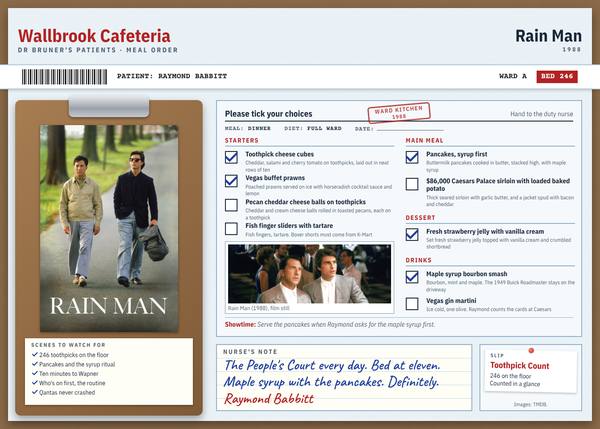 Wallbrook Cafeteria
DR BRUNER'S PATIENTS · MEAL ORDER
Rain Man
1988
PATIENT: RAYMOND BABBITT
WARD A
BED 246
RAIN MAN
SCENES TO WATCH FOR
246 toothpicks on the floor
Pancakes and the syrup ritual
Ten minutes to Wapner
Who's on first, the routine
Qantas never crashed
Please tick your choices
WARD KITCHEN
1988
Hand to the duty nurse
MEAL: DINNER DIET: FULL WARD DATE:
STARTERS
Toothpick cheese cubes
Cheddar, salami and cherry tomato on toothpicks, laid out in neat
rows of ten
Vegas buffet prawns
Poached prawns served on ice with horseradish cocktail sauce and
lemon
Pecan cheddar balls on toothpicks
Cheddar and cream cheese balls rolled in toasted pecans, each on
a toothpick
Fish finger sliders with tartare
Fish fingers, tartare. Boxer shorts must come from K-Mart
Rain Man (1988), film still
MAIN MEAL
Pancakes, syrup first
Buttermilk pancakes cooked in butter, stacked high, with maple
syrup
$86,000 Caesars Palace sirloin with loaded baked
potato
Thick seared sirloin with garlic butter, and a jacket spud with bacon
and cheddar
DESSERT
Fresh strawberry jelly with vanilla cream
Set fresh strawberry jelly topped with vanilla cream and crumbled
shortbread
DRINKS
Maple syrup bourbon smash
Bourbon, mint and maple. The 1949 Buick Roadmaster stays on the
driveway
Vegas gin martini
Ice cold, one olive. Raymond counts the cards at Caesars
Showtime: Serve the pancakes when Raymond asks for the maple syrup first.
NURSE'S NOTE
The People's Court every day. Bed at eleven.
Maple syrup with the pancakes. Definitely.
Raymond Babbitt
SLIP
Toothpick Count
246 on the floor
Counted in a glance
Images: TMDB.